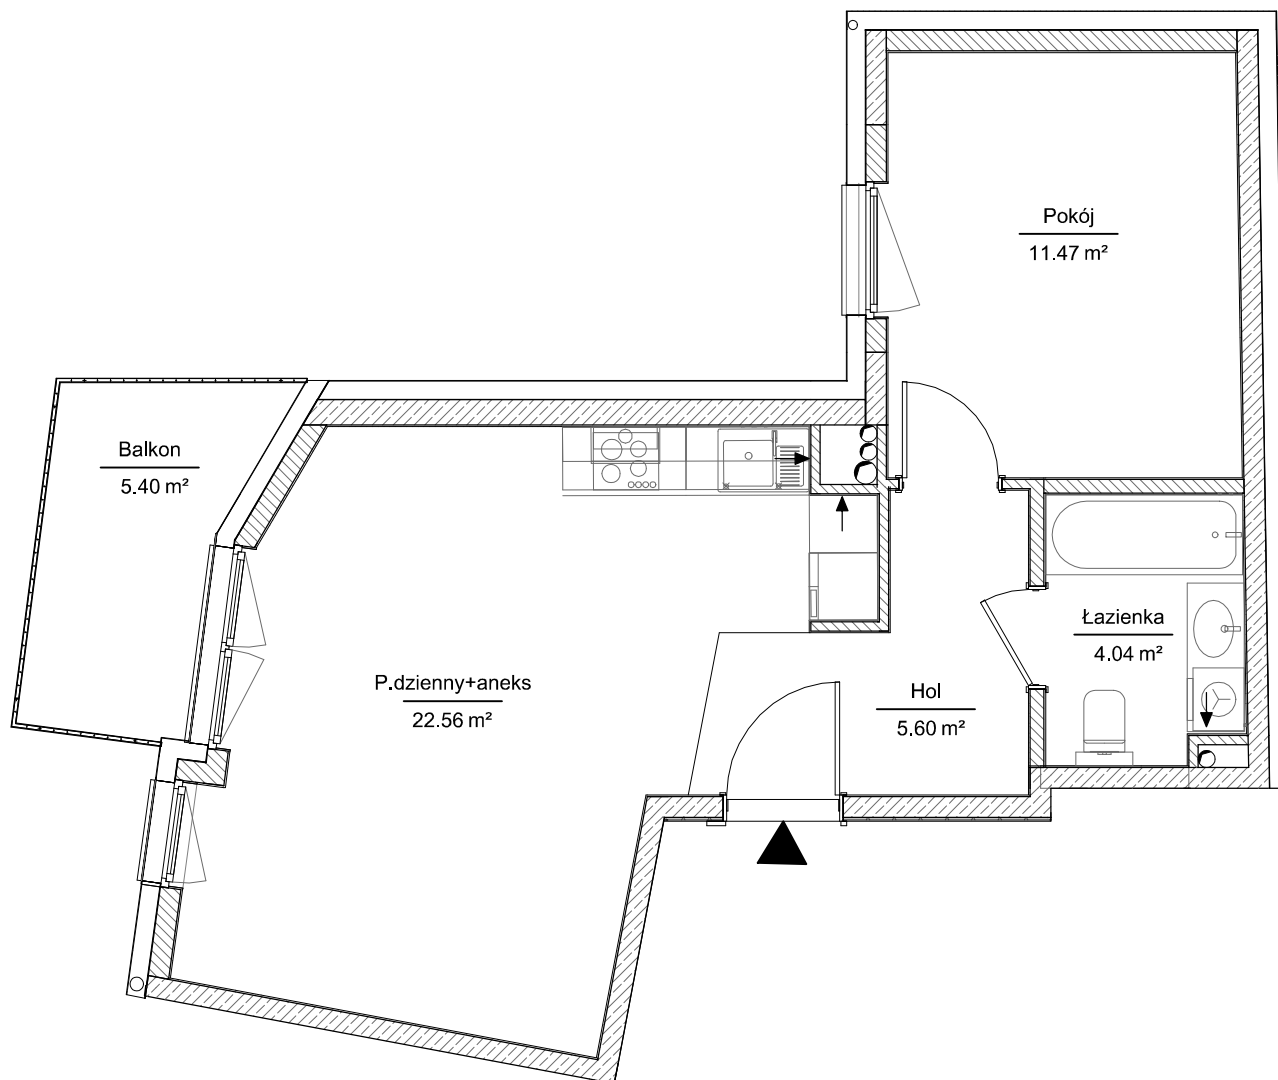 Pokój
11.47 m²
Balkon
5.40 m²
Łazienka
4.04 m²
P.dzienny+aneks
22.56 m²
Hol
5.60 m²